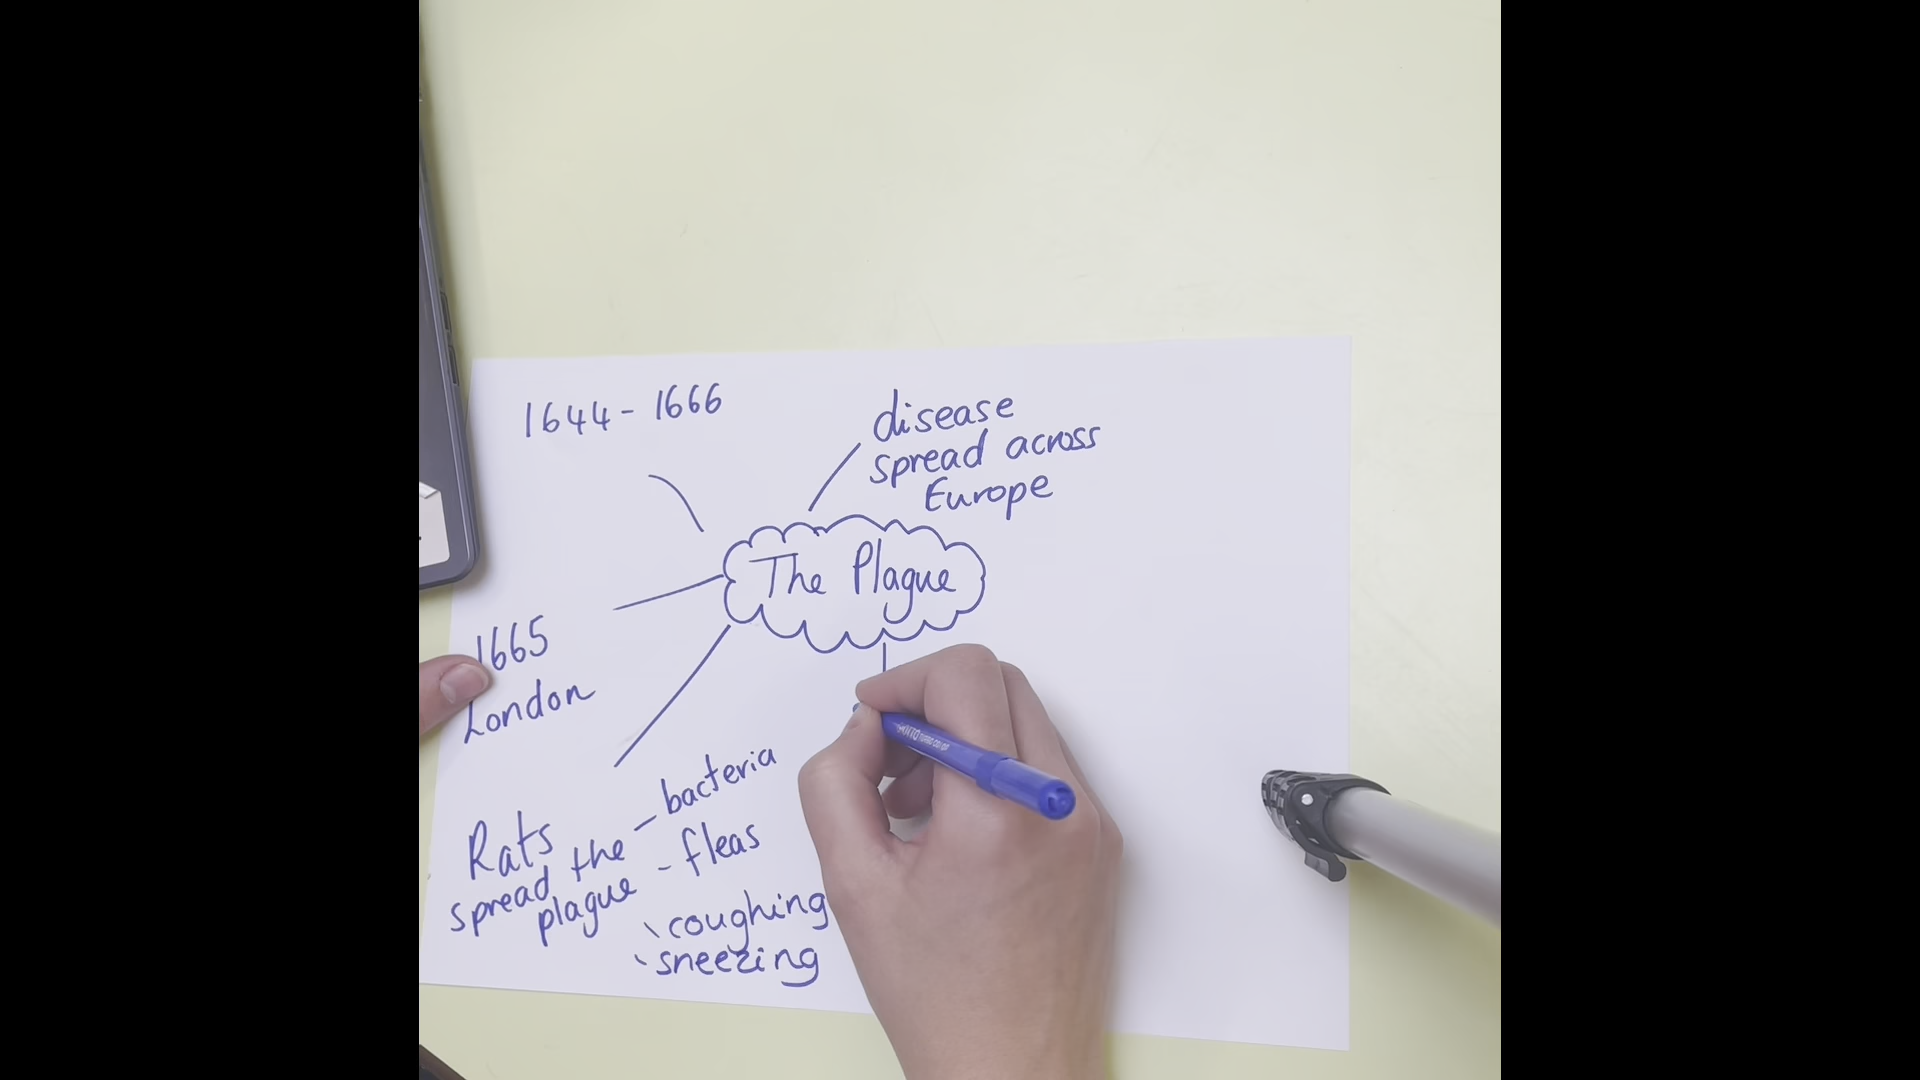 1644 - 1666
disease
spread across
Europe
The Plague
1665
London
Rats
spread the
plague
- bacteria
- fleas
coughing
sneezing